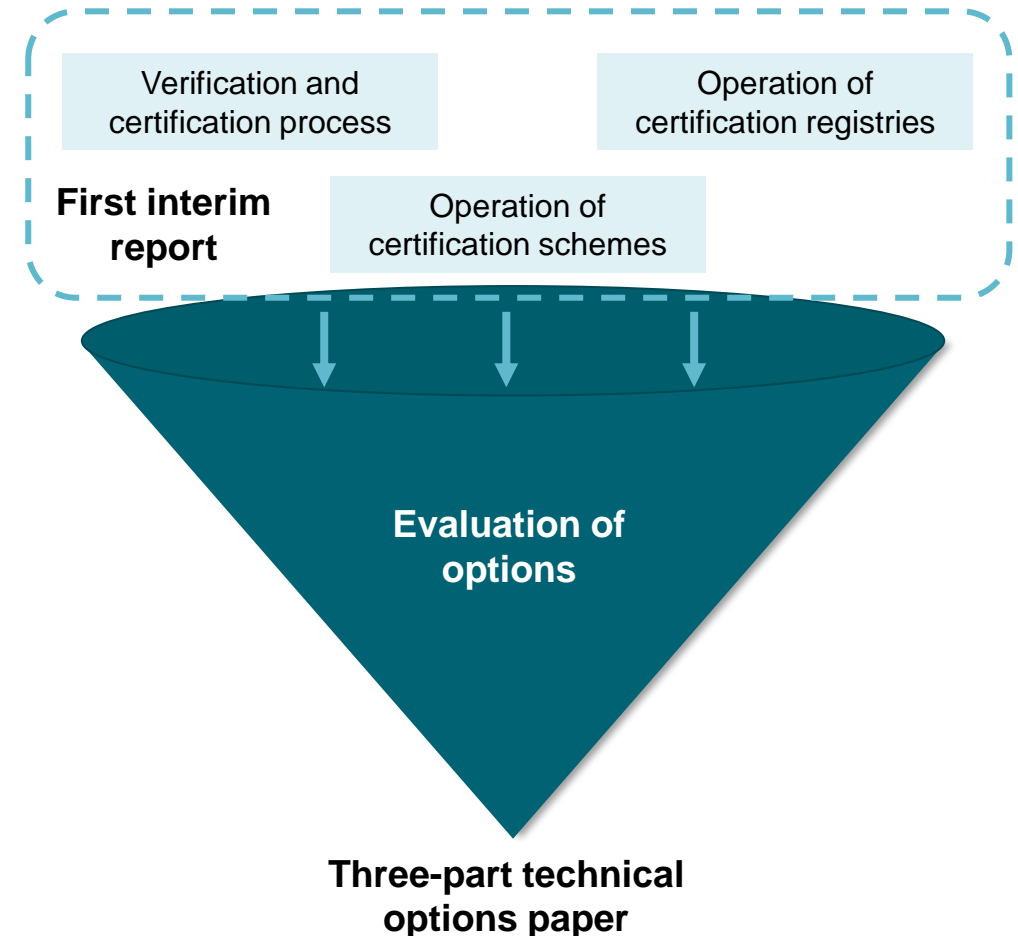 Verification and
certification process
Operation of
certification registries
First interim
report
Operation of
certification schemes
Evaluation of
options
Three-part technical
options paper